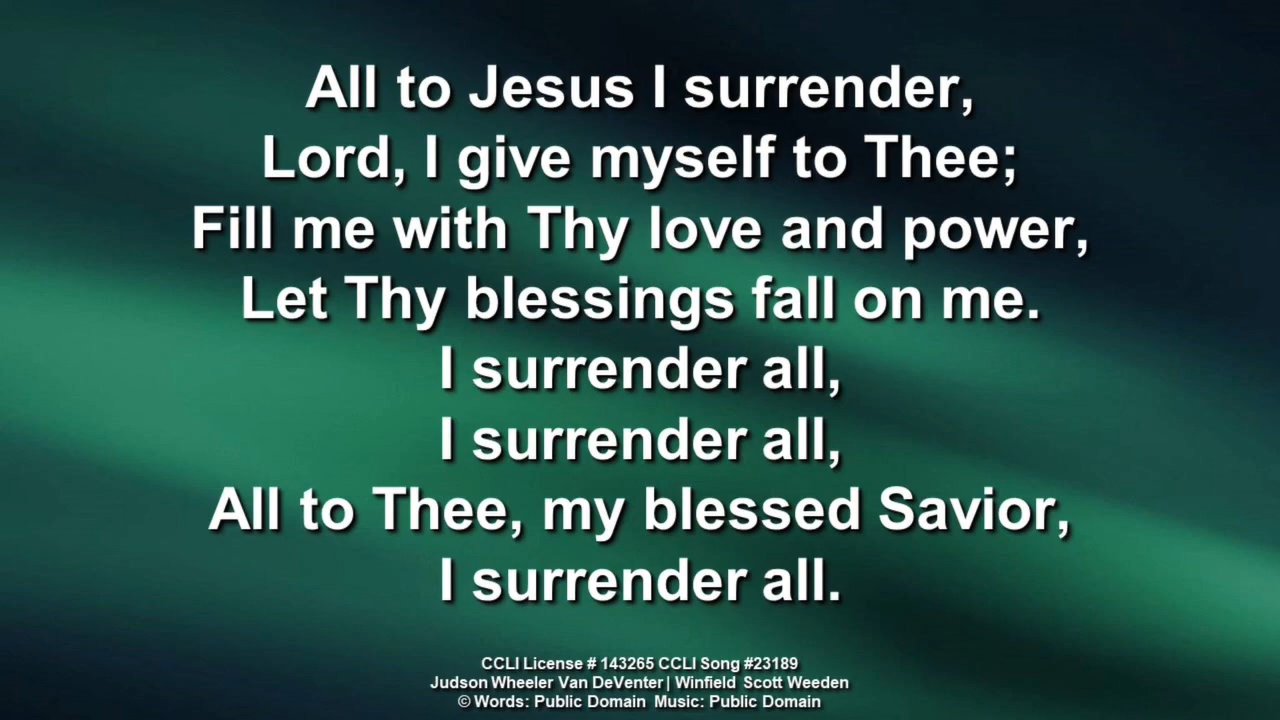 All to Jesus I surrender,
Lord, I give myself to Thee;
Fill me with Thy love and power,
Let Thy blessings fall on me.
I surrender all,
I surrender all,
All to Thee, my blessed Savior,
I surrender all.
CCLI License # 143265 CCLI Song #23189
Judson Wheeler Van DeVenter | Winfield Scott Weeden
© Words: Public Domain Music: Public Domain